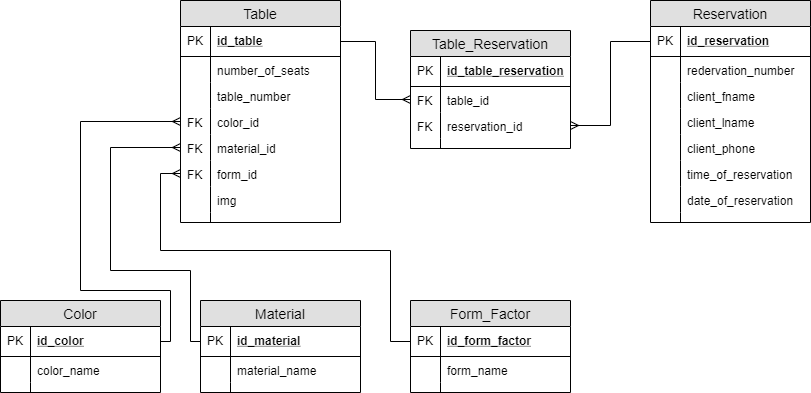 Table
PK id_table
number_of_seats
table_number
FK color_id
FK material_id
FK form_id
img
Table_Reservation
PK id_table_reservation
FK table_id
FK reservation_id
Reservation
PK id_reservation
redervation_number
client_fname
client_lname
client_phone
time_of_reservation
date_of_reservation
Color
PK id_color
color_name
Material
PK id_material
material_name
Form_Factor
PK id_form_factor
form_name